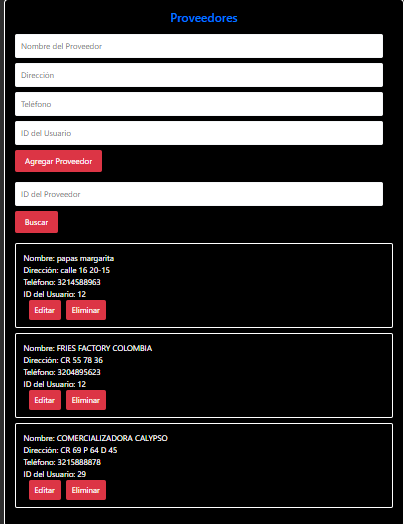 Proveedores
Nombre del Proveedor
Dirección
Teléfono
ID del Usuario
Agregar Proveedor
ID del Proveedor
Buscar
Nombre: papas margarita
Dirección: calle 16 20-15
Teléfono: 3214588963
ID del Usuario: 12
Editar Eliminar
Nombre: FRIES FACTORY COLOMBIA
Dirección: CR 55 78 36
Teléfono: 3204895623
ID del Usuario: 12
Editar Eliminar
Nombre: COMERCIALIZADORA CALYPSO
Dirección: CR 69 P 64 D 45
Teléfono: 3215888878
ID del Usuario: 29
Editar Eliminar